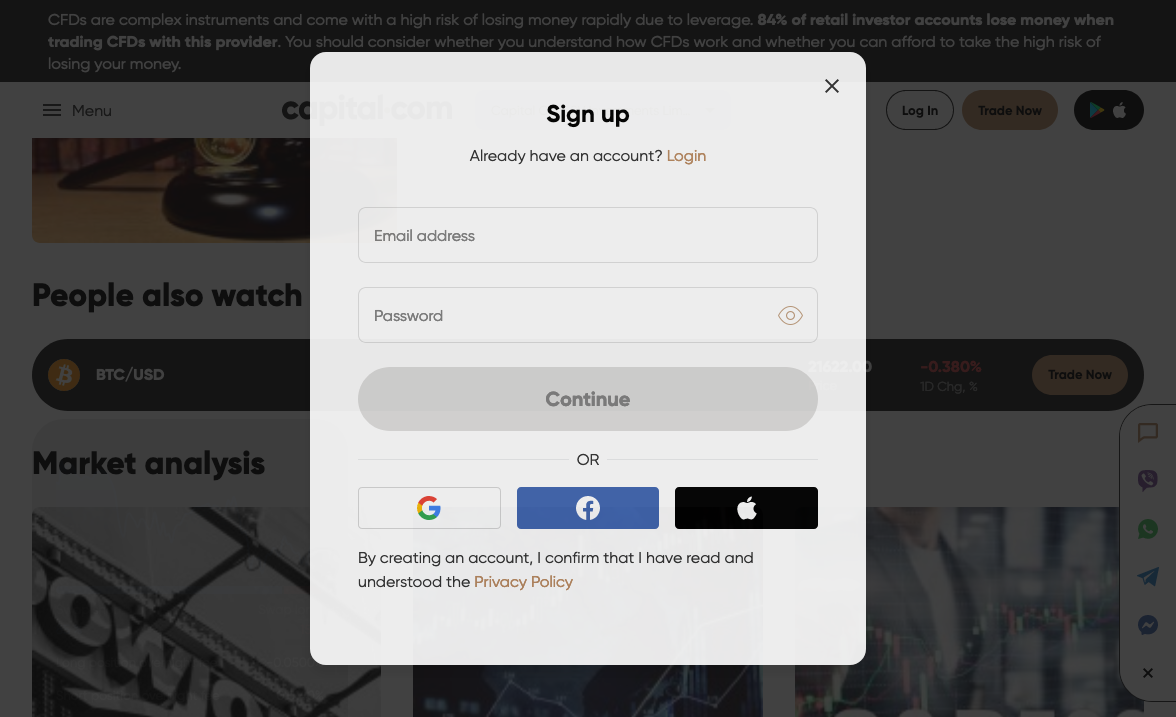 CFDs are complex instruments and come with a high risk of losing money rapidly due to leverage. 84% of retail investor accounts lose money when
trading CFDs with this provider. You should consider whether you understand how CFDs work and whether you can afford to take the high risk of
losing your money.
Menu
capital com
Log In
Trade Now
Sign up
Already have an account? Login
Email address
Password
People also watch
BTC/USD
21622.00
-0.380%
1D Chg, %
Trade Now
Continue
Market analysis
OR
By creating an account, I confirm that I have read and
understood the Privacy Policy